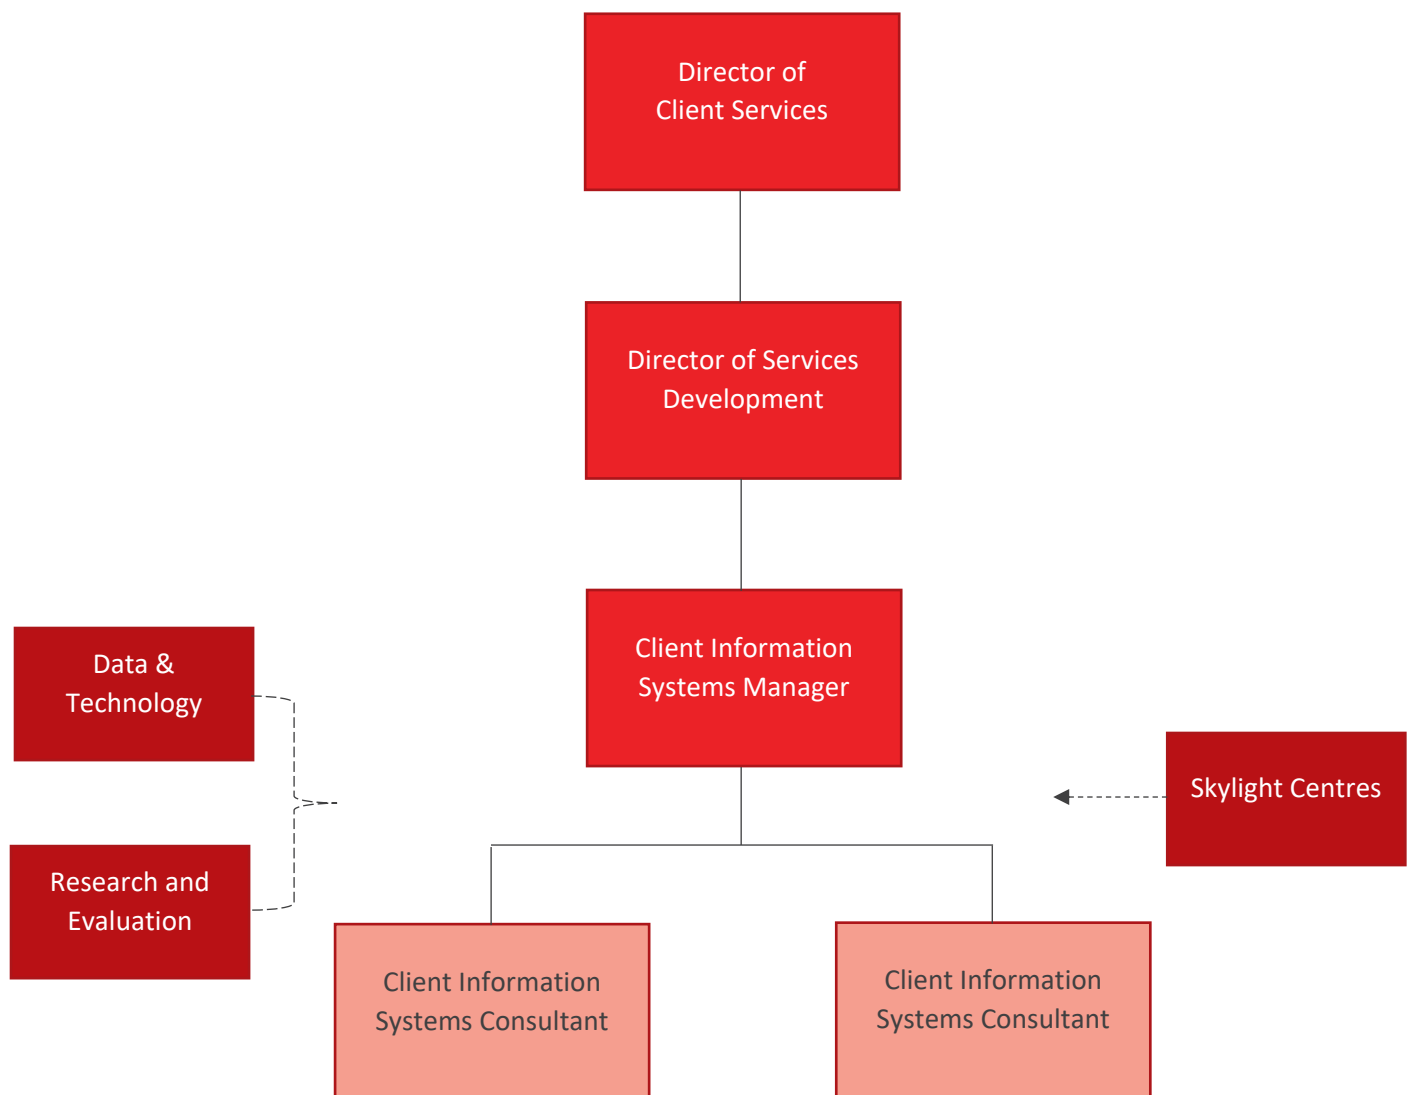 Director of
Client Services
Director of Services
Development
Client Information
Systems Manager
Data &
Technology
Skylight Centres
Research and
Evaluation
Client Information
Systems Consultant
Client Information
Systems Consultant